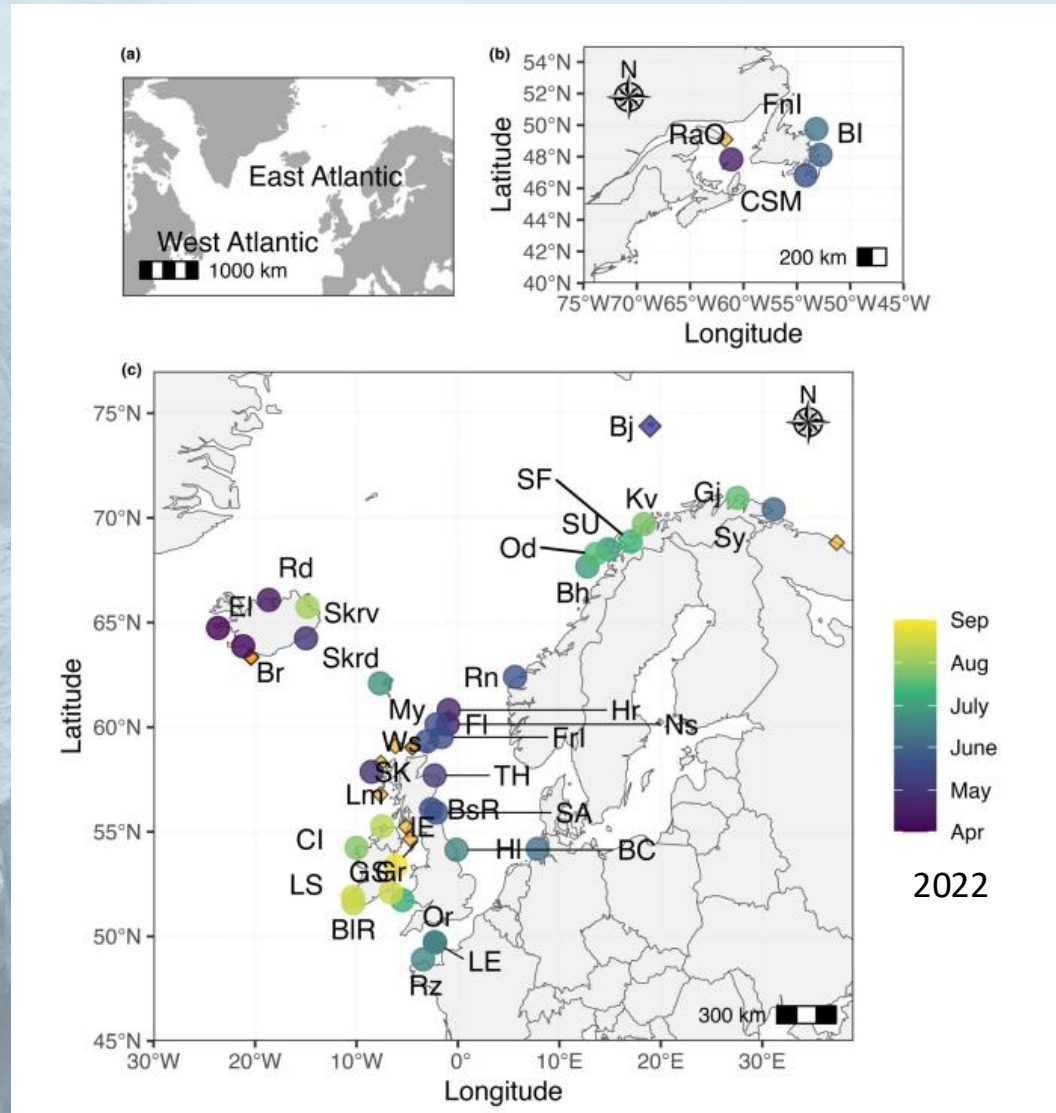 (a)
East Atlantic
West Atlantic
1000 km
(b)
54°N
52°N
50°N
48°N
46°N
44°N
42°N
40°N
Latitude
N
FnI
BI
RaO
CSM
200 km
75°W 70°W 65°W 60°W 55°W 50°W 45°W
Longitude
(c)
75°N
70°N
65°N
60°N
55°N
50°N
45°N
Latitude
N
Bj
SF
Kv
Gj
SU
Sy
Od
Bh
Rd
EI
Skrv
Br
Skrd
Rn
My
FI
Hr
Ws
FrI
Ns
SK
TH
Lm
BsR
SA
IE
CI
HI
BC
GS
Gr
LS
BIR
Or
LE
Rz
300 km
30°W 20°W 10°W 0° 10°E 20°E 30°E
Longitude
Sep
Aug
July
June
May
Apr
2022